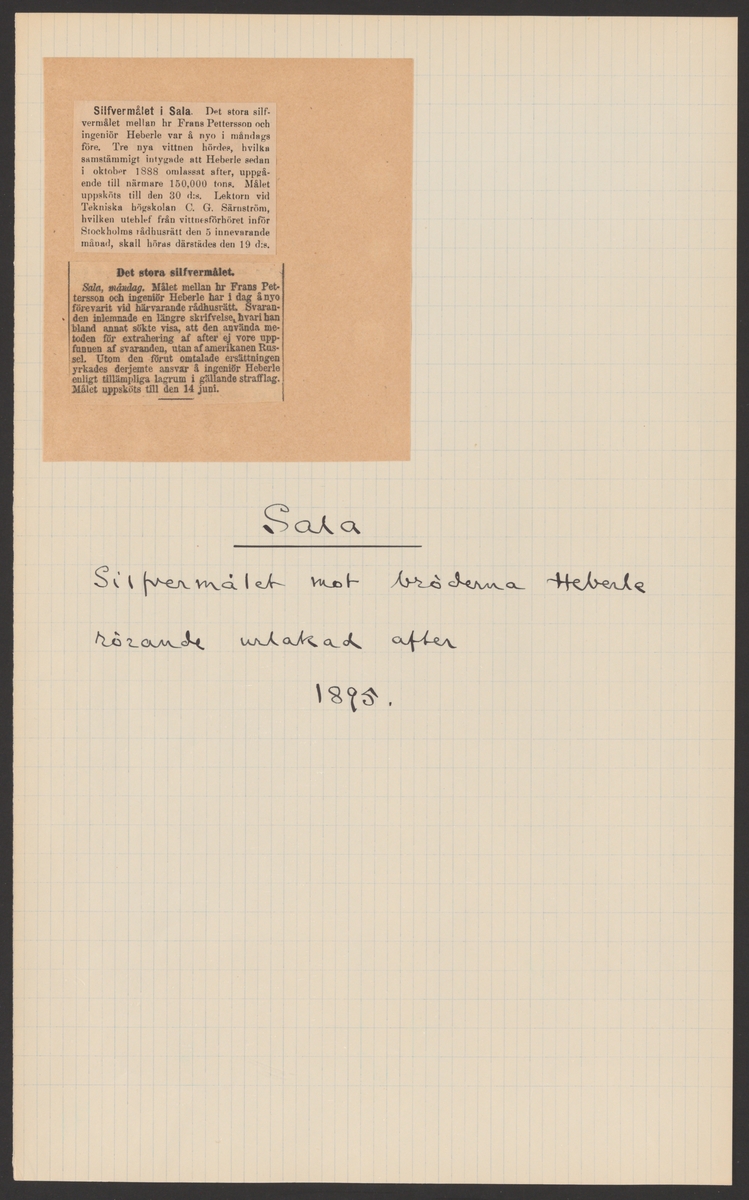 Silfvermålet i Sala. Det stora silf-
vermålet mellan hr Frans Pettersson och
ingeniör Heberle var å nyo i måndags
före. Tre nya vittnen hördes, hvilka
samstämmigt intygade att Heberle sedan
i oktober 1888 omlassat after, uppgå-
ende till närmare 150,000 tons. Målet
uppsköts till den 30 d:s. Lektorn vid
Tekniska högskolan C. G. Särnström,
hvilken uteblef från vittnesförhöret inför
Stockholms rådhusrätt den 5 innevarande
månad, skall höras därstädes den 19 d:s.
Det stora silfvermålet.
Sala, måndag. Målet mellan hr Frans Pet-
tersson och ingeniör Heberle har i dag å nyo
förevarit vid härvarande rådhusrätt. Svaran-
den inlemnade en längre skrifvelse, hvari han
bland annat sökte visa, att den använda me-
toden för extrahering af after ej vore upp-
funnen af svaranden, utan af amerikanen Rus-
sel. Utom den förut omtalade ersättningen
yrkades derjemte ansvar å ingeniör Heberle
enligt tillämpliga lagrum i gällande strafflag.
Målet uppsköts till den 14 juni.
Sala
Silfvermålet mot bröderna Heberle
rörande urlakad after
1895.